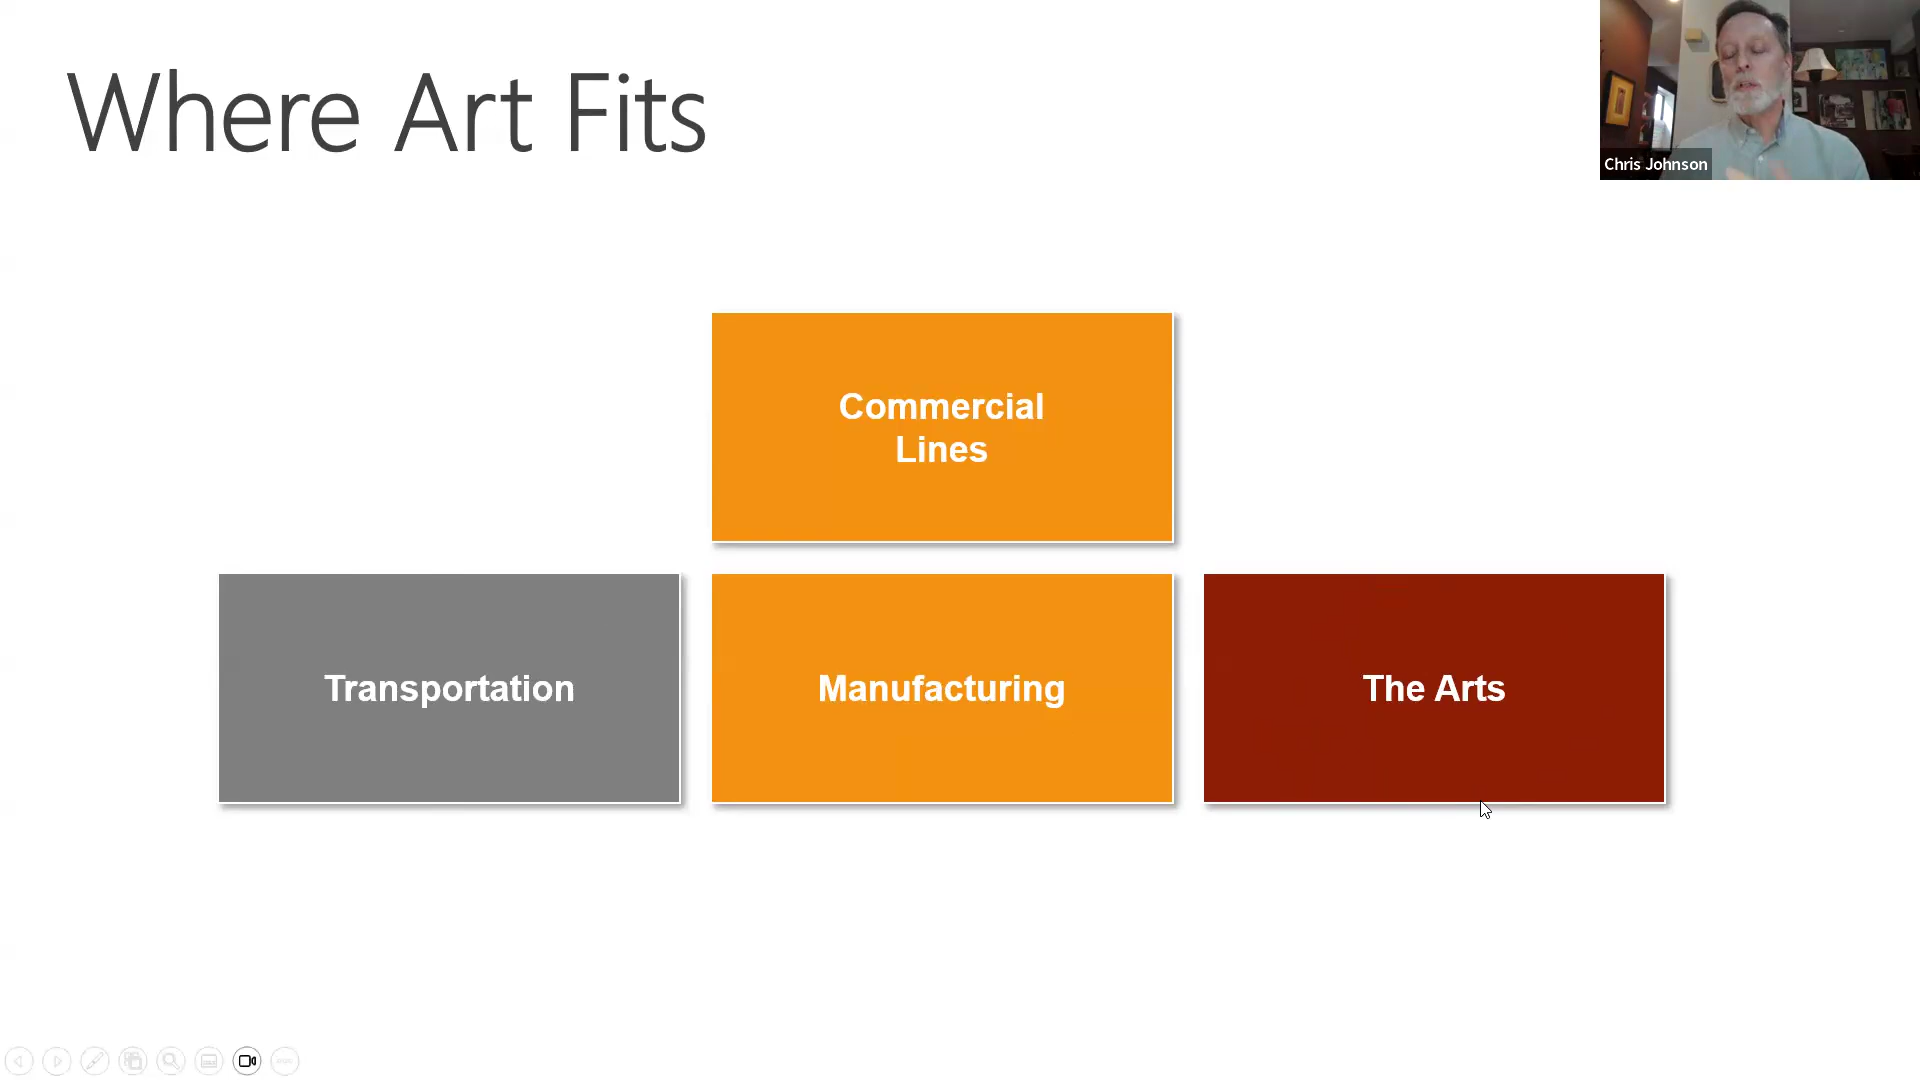 Where Art Fits
Chris Johnson
Commercial
Lines
Transportation
Manufacturing
The Arts